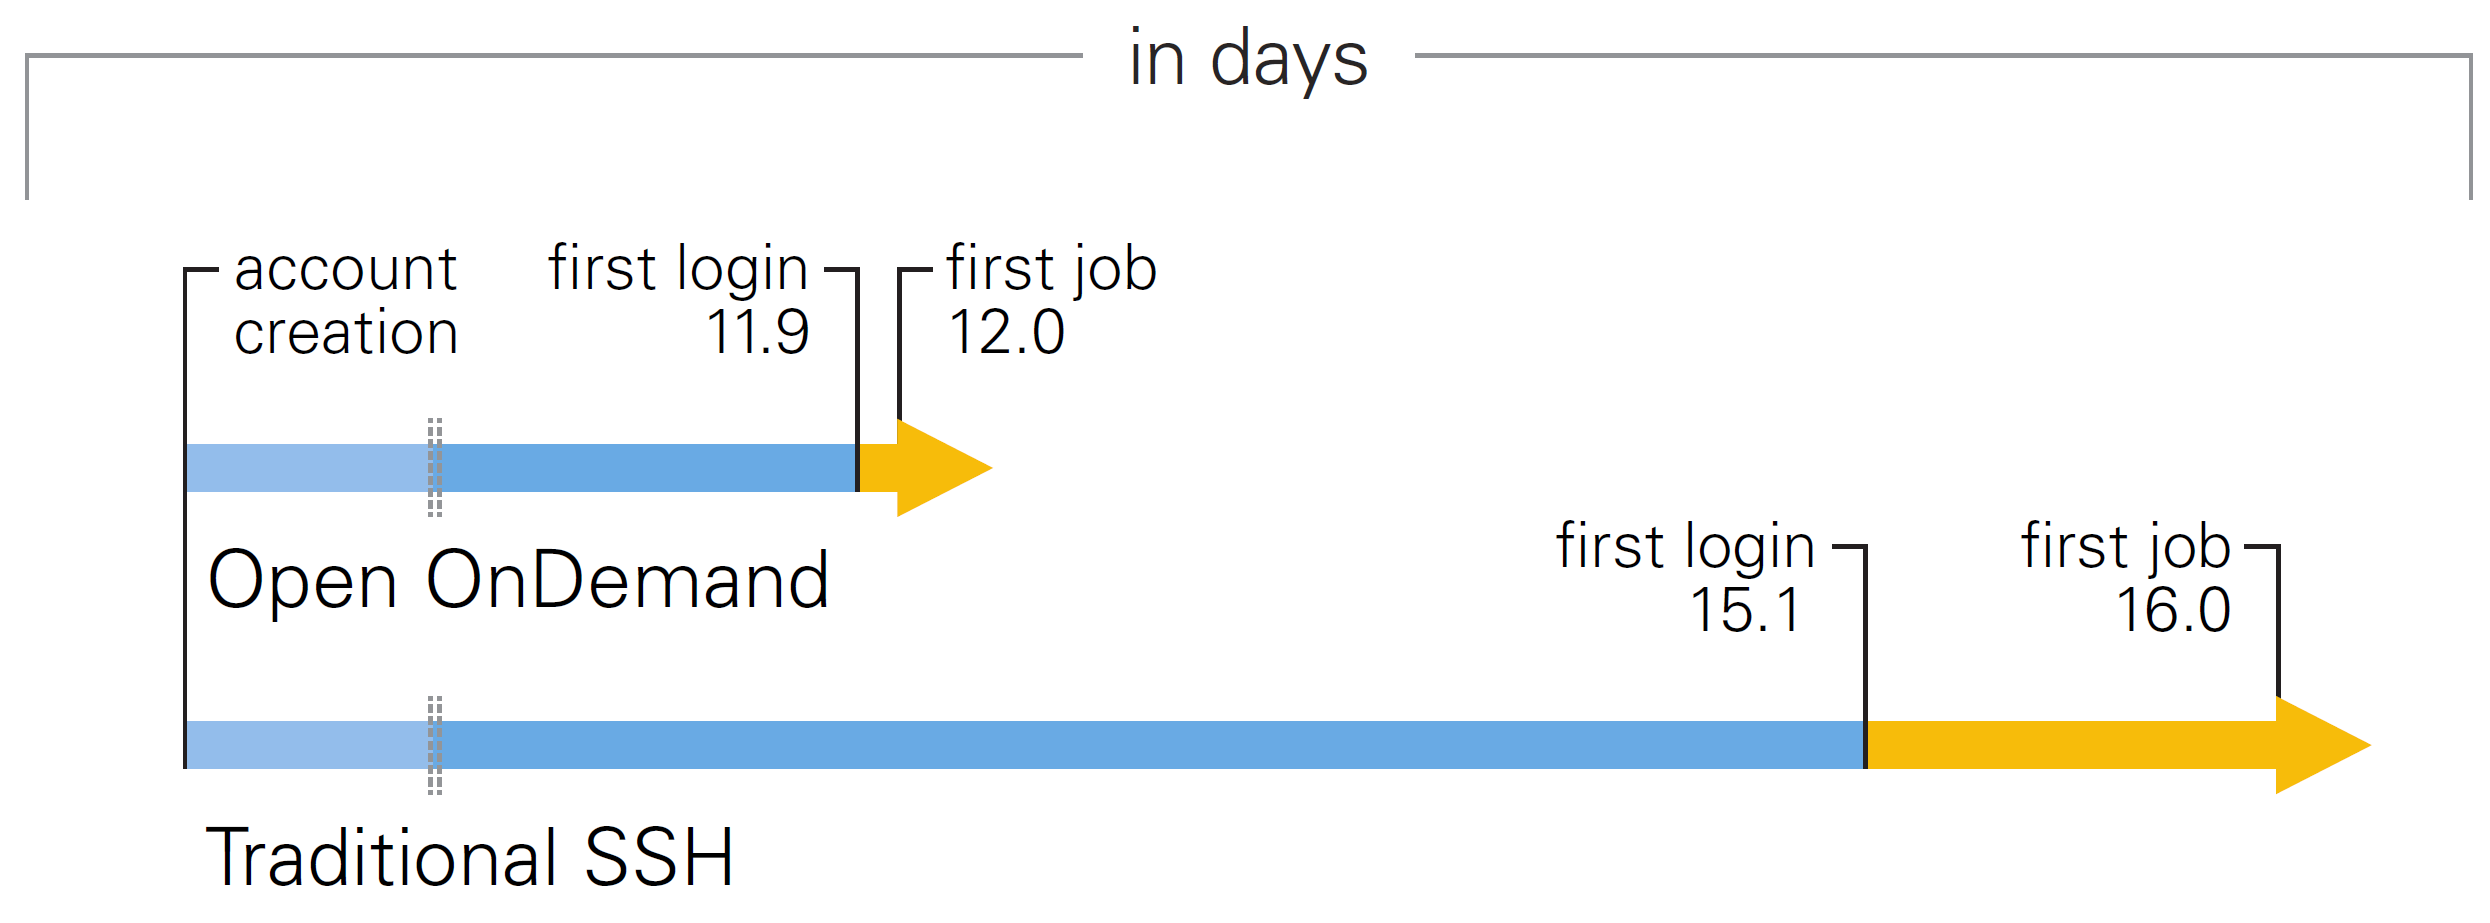 in days
account
creation
first login
11.9
first job
12.0
Open OnDemand
first login
15.1
first job
16.0
Traditional SSH